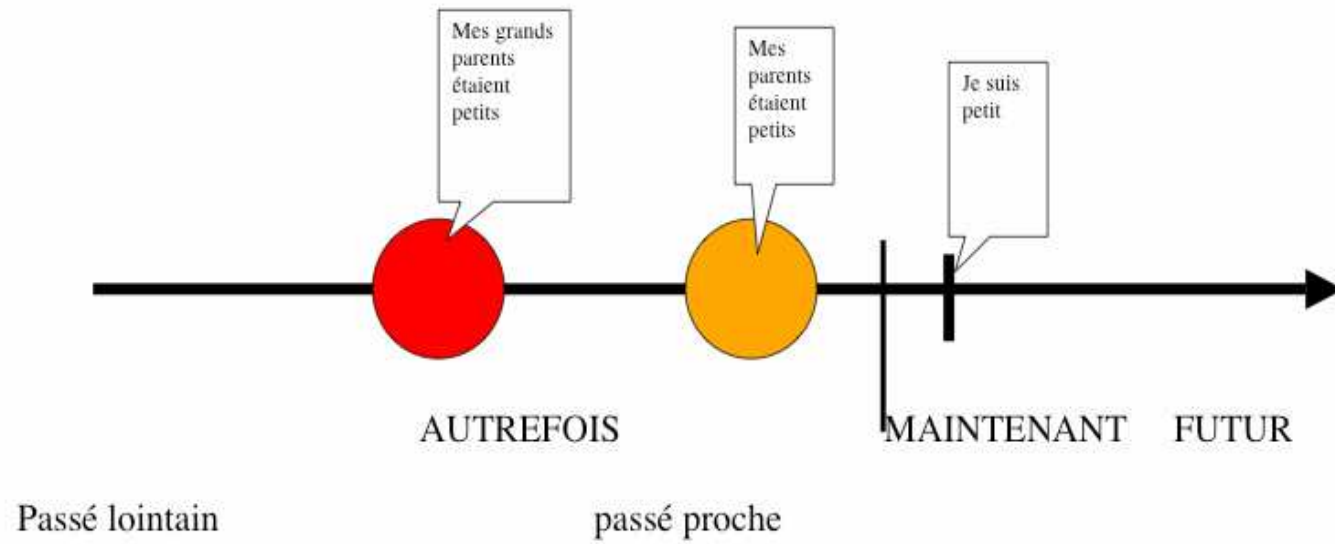 Mes grands
parents
étaient
petits
Mes
parents
étaient
petits
Je suis
petit
AUTREFOIS
MAINTENANT
FUTUR
Passé lointain
passé proche